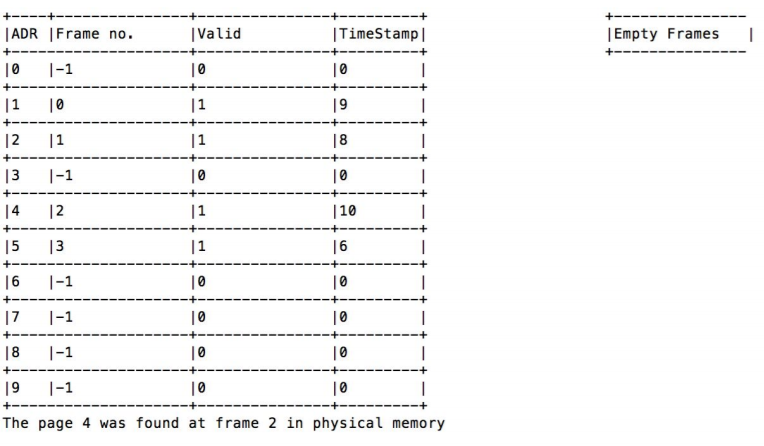 +----+----------------+----------------+---------+ +---------------
|ADR |Frame no. |Valid |TimeStamp| |Empty Frames |
+----+----------------+----------------+---------+ +---------------
|0 |-1 |0 |0 |
+----+----------------+----------------+---------+
|1 |0 |1 |9 |
+----+----------------+----------------+---------+
|2 |1 |1 |8 |
+----+----------------+----------------+---------+
|3 |-1 |0 |0 |
+----+----------------+----------------+---------+
|4 |2 |1 |10 |
+----+----------------+----------------+---------+
|5 |3 |1 |6 |
+----+----------------+----------------+---------+
|6 |-1 |0 |0 |
+----+----------------+----------------+---------+
|7 |-1 |0 |0 |
+----+----------------+----------------+---------+
|8 |-1 |0 |0 |
+----+----------------+----------------+---------+
|9 |-1 |0 |0 |
+----+----------------+----------------+---------+
The page 4 was found at frame 2 in physical memory